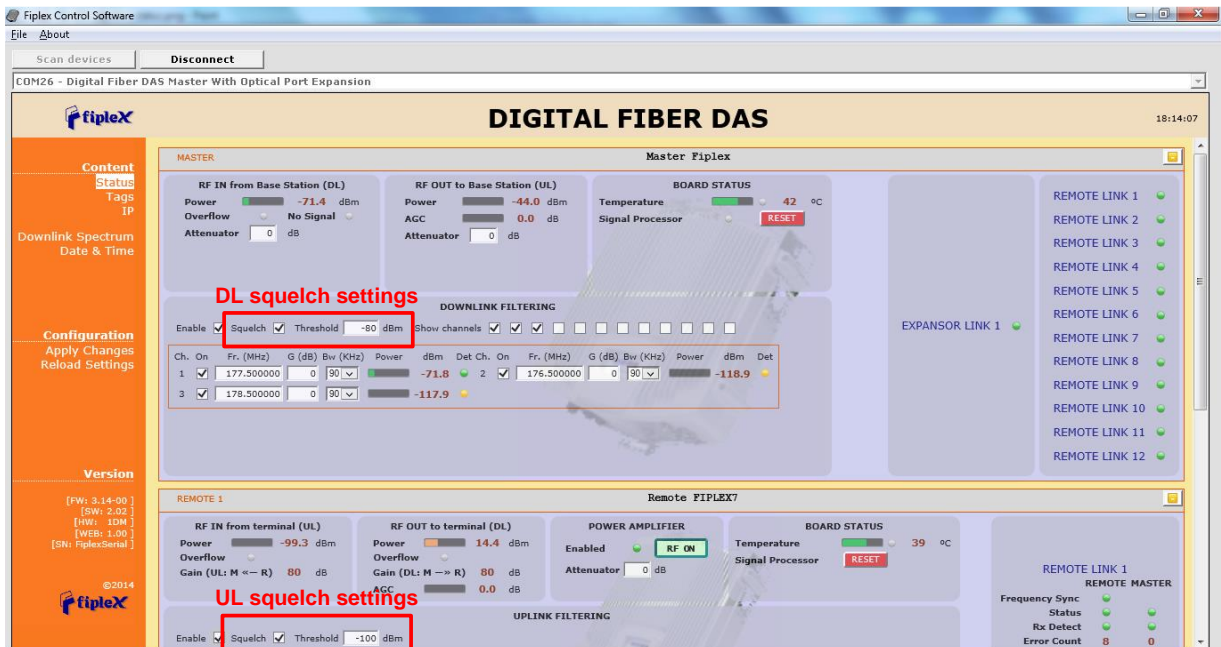 Fiplex Control Software
File About
Scan devices Disconnect
COM26 - Digital Fiber DAS Master With Optical Port Expansion
fipleX
DIGITAL FIBER DAS
18:14:07
Content
Status
Tags
IP
Downlink Spectrum
Date & Time
Configuration
Apply Changes
Reload Settings
Version
[FW: 3.14-00 ]
[SW: 2.02 ]
[HW: 1DM ]
[WEB: 1.00 ]
[SN: FiplexSerial ]
©2014
fipleX
MASTER Master Fiplex
RF IN from Base Station (DL)
Power -71.4 dBm
Overflow No Signal
Attenuator 0 dB
RF OUT to Base Station (UL)
Power -44.0 dBm
AGC 0.0 dB
Attenuator 0 dB
BOARD STATUS
Temperature 42 ºC
Signal Processor RESET
DL squelch settings
DOWNLINK FILTERING
Enable Squelch Threshold -80 dBm Show channels
Ch. On Fr. (MHz) G (dB) Bw (KHz) Power dBm Det Ch. On Fr. (MHz) G (dB) Bw (KHz) Power dBm Det
1 177.500000 0 90 -71.8 2 176.500000 0 90 -118.9
3 178.500000 0 90 -117.9
EXPANSOR LINK 1
REMOTE LINK 1
REMOTE LINK 2
REMOTE LINK 3
REMOTE LINK 4
REMOTE LINK 5
REMOTE LINK 6
REMOTE LINK 7
REMOTE LINK 8
REMOTE LINK 9
REMOTE LINK 10
REMOTE LINK 11
REMOTE LINK 12
REMOTE 1 Remote FIPLEX7
RF IN from terminal (UL)
Power -99.3 dBm
Overflow
Gain (UL: M «— R) 80 dB
RF OUT to terminal (DL)
Power 14.4 dBm
Overflow
Gain (DL: M —» R) 80 dB
AGC 0.0 dB
POWER AMPLIFIER
Enabled RF ON
Attenuator 0 dB
BOARD STATUS
Temperature 39 ºC
Signal Processor RESET
UL squelch settings
UPLINK FILTERING
Enable Squelch Threshold -100 dBm
REMOTE LINK 1
REMOTE MASTER
Frequency Sync
Status
Rx Detect
Error Count 8 0